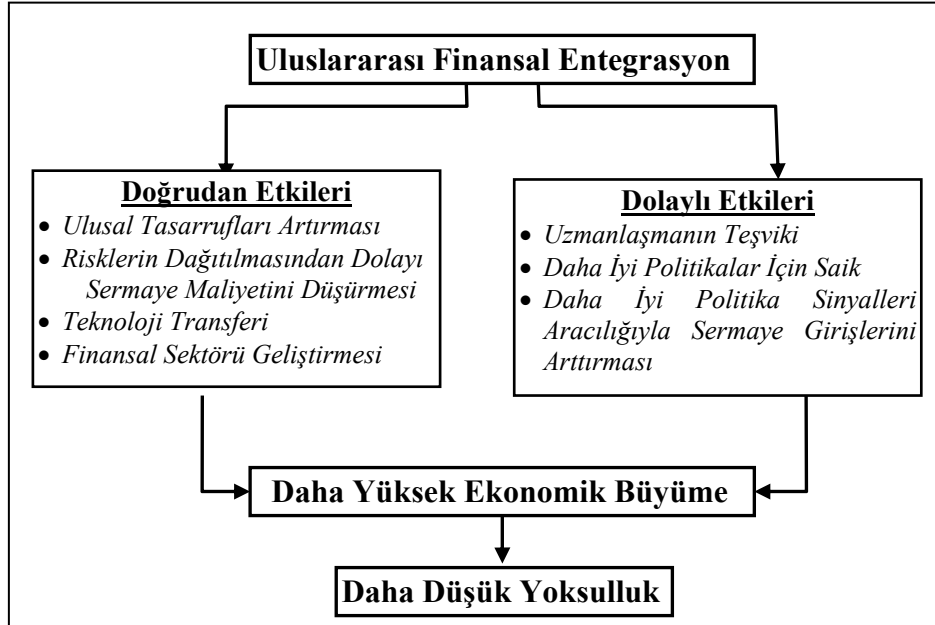 Uluslararası Finansal Entegrasyon
Doğrudan Etkileri
• Ulusal Tasarrufları Artırması
• Risklerin Dağıtılmasından Dolayı
Sermaye Maliyetini Düşürmesi
• Teknoloji Transferi
• Finansal Sektörü Geliştirmesi
Dolaylı Etkileri
• Uzmanlaşmanın Teşviki
• Daha İyi Politikalar İçin Saik
• Daha İyi Politika Sinyalleri
Aracılığıyla Sermaye Girişlerini
Arttırması
Daha Yüksek Ekonomik Büyüme
Daha Düşük Yoksulluk